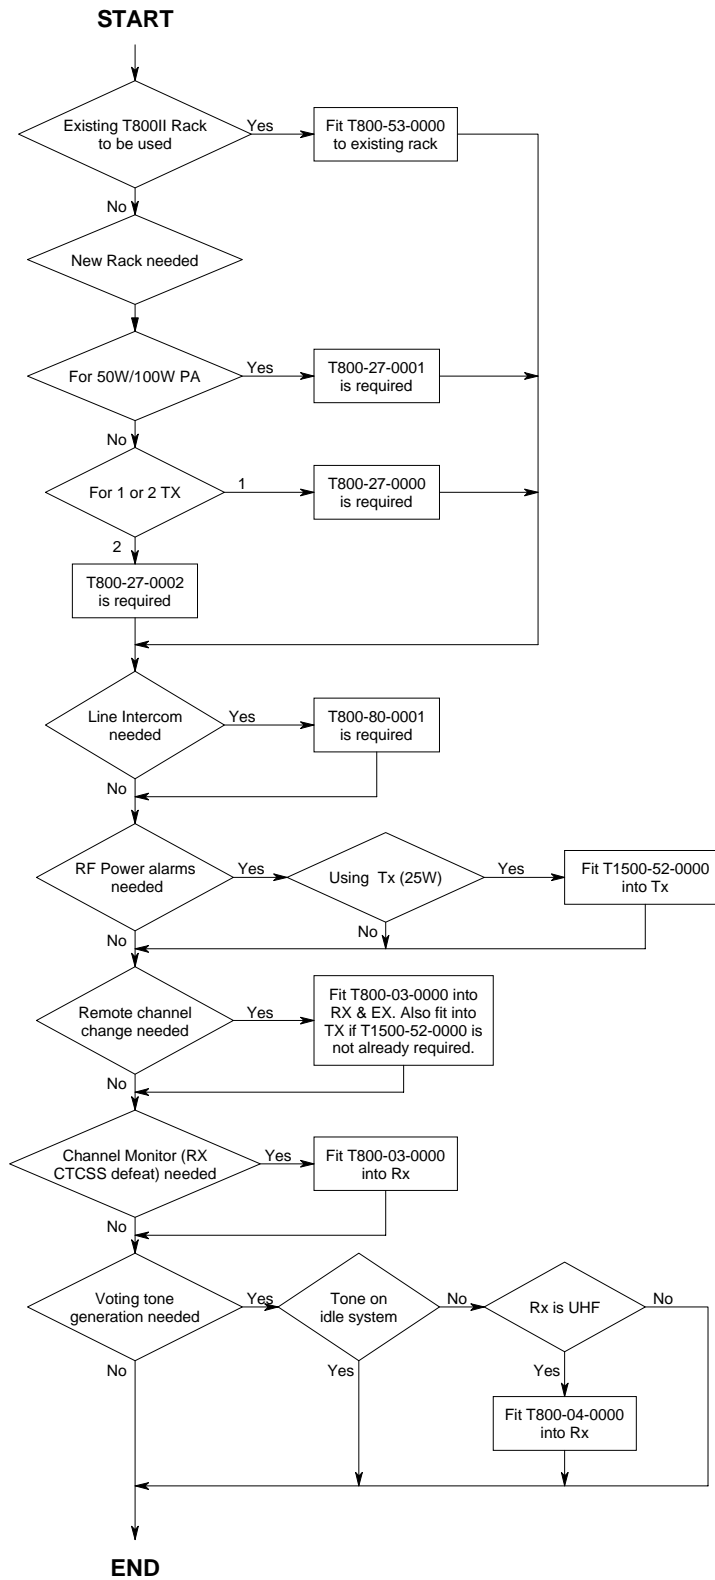 START
Existing T800II Rack
to be used
Yes
Fit T800-53-0000
to existing rack
No
New Rack needed
For 50W/100W PA
Yes
T800-27-0001
is required
No
For 1 or 2 TX
1
T800-27-0000
is required
2
T800-27-0002
is required
Line Intercom
needed
Yes
T800-80-0001
is required
No
RF Power alarms
needed
Yes
Using Tx (25W)
Yes
Fit T1500-52-0000
into Tx
No
No
Remote channel
change needed
Yes
Fit T800-03-0000 into
RX & EX. Also fit into
TX if T1500-52-0000 is
not already required.
No
Channel Monitor (RX
CTCSS defeat) needed
Yes
Fit T800-03-0000
into Rx
No
Voting tone
generation needed
Yes
Tone on
idle system
No
Rx is UHF
No
No
Yes
Yes
Fit T800-04-0000
into Rx
END